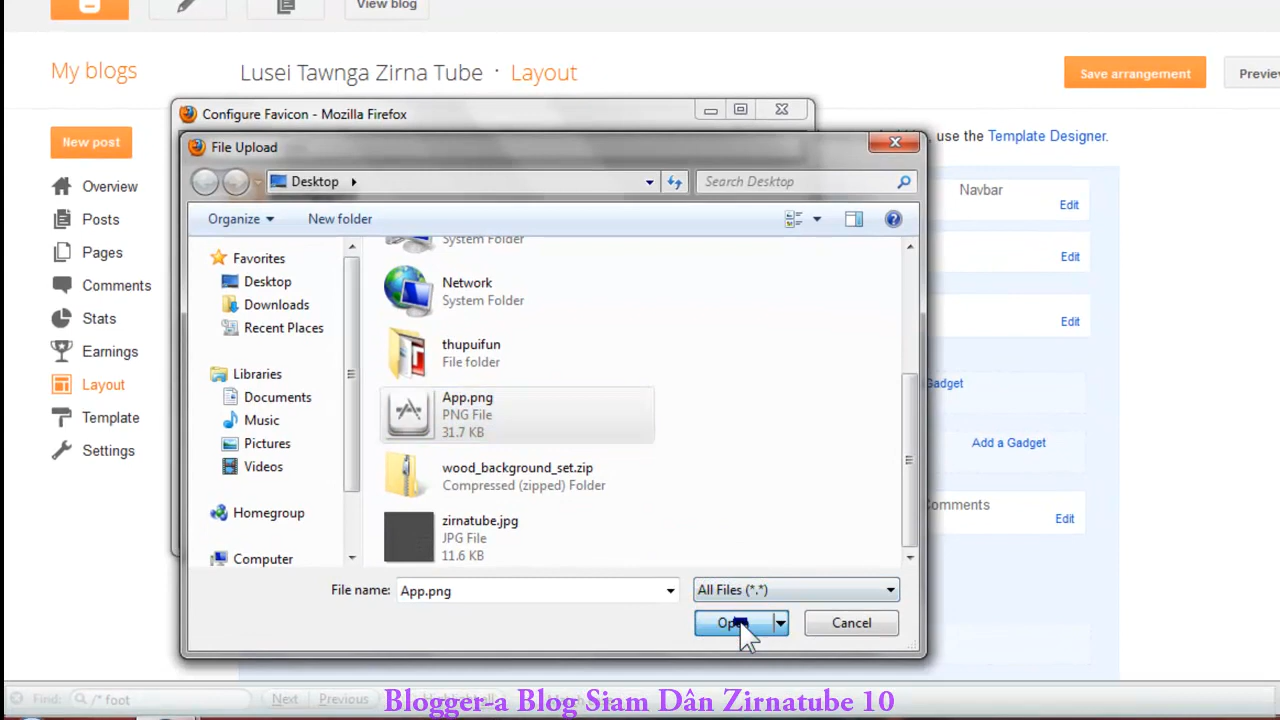 View blog
My blogs
Lusei Tawnga Zirna Tube · Layout
Save arrangement
Configure Favicon - Mozilla Firefox
New post
, use the Template Designer.
File Upload
Desktop
Search Desktop
Overview
Navbar
Edit
Organize
New folder
Posts
System Folder
Pages
Favorites
Edit
Comments
Desktop
Network
System Folder
Downloads
Stats
Recent Places
Edit
Earnings
thupuifun
File folder
Libraries
Layout
Gadget
Documents
App.png
PNG File
31.7 KB
Template
Music
Pictures
Add a Gadget
Settings
Videos
wood_background_set.zip
Compressed (zipped) Folder
Homegroup
zirnatube.jpg
JPG File
11.6 KB
Comments
Edit
Computer
File name:
App.png
All Files (*.*)
Open
Cancel
Find:
/* foot
Next
Previous
Blogger-a Blog Siam Dân Zirnatube 10